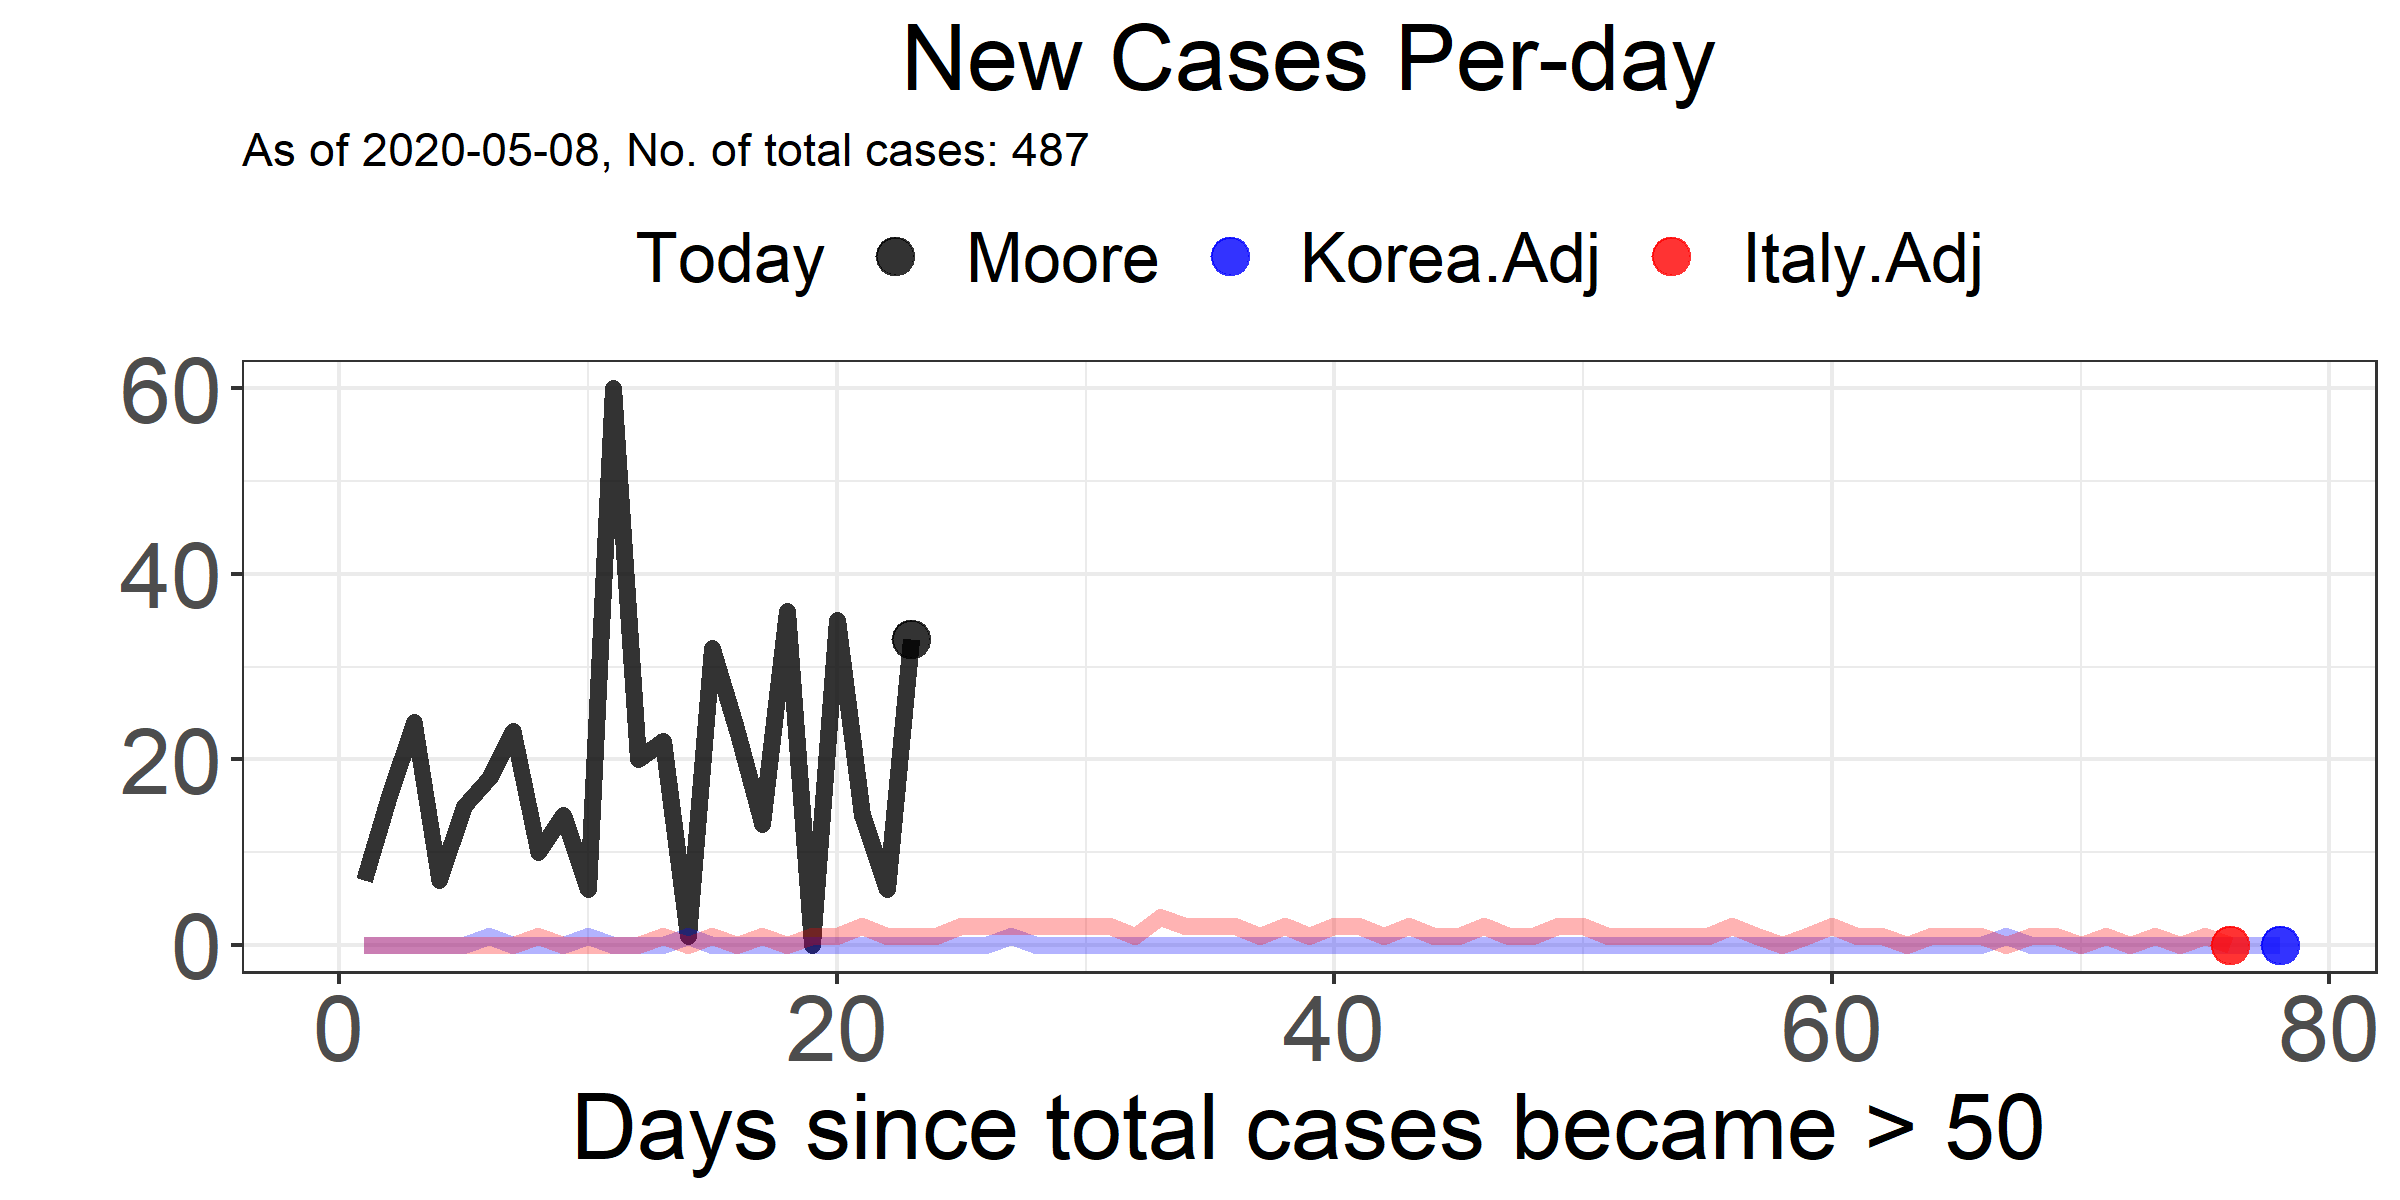 New Cases Per-day
As of 2020-05-08, No. of total cases: 487
Today Moore Korea.Adj Italy.Adj
60
40
20
0
0 20 40 60 80
Days since total cases became > 50